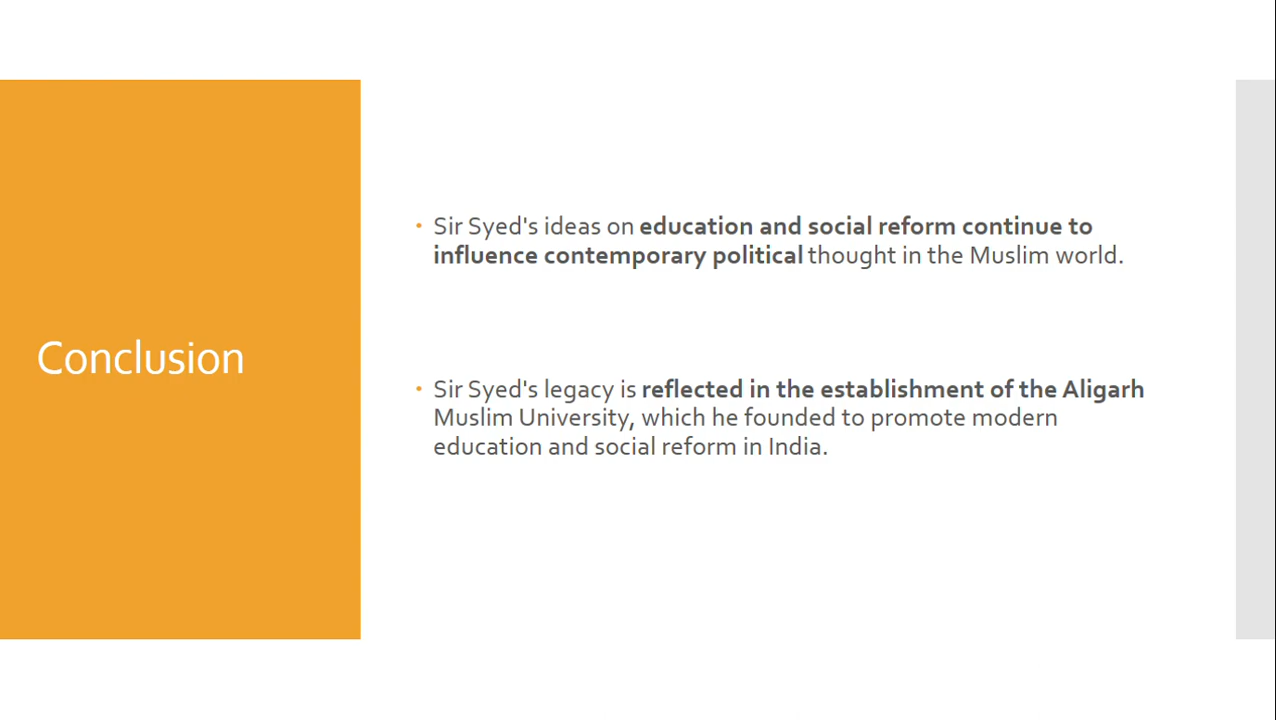 Conclusion
• Sir Syed's ideas on education and social reform continue to
influence contemporary political thought in the Muslim world.
• Sir Syed's legacy is reflected in the establishment of the Aligarh
Muslim University, which he founded to promote modern
education and social reform in India.